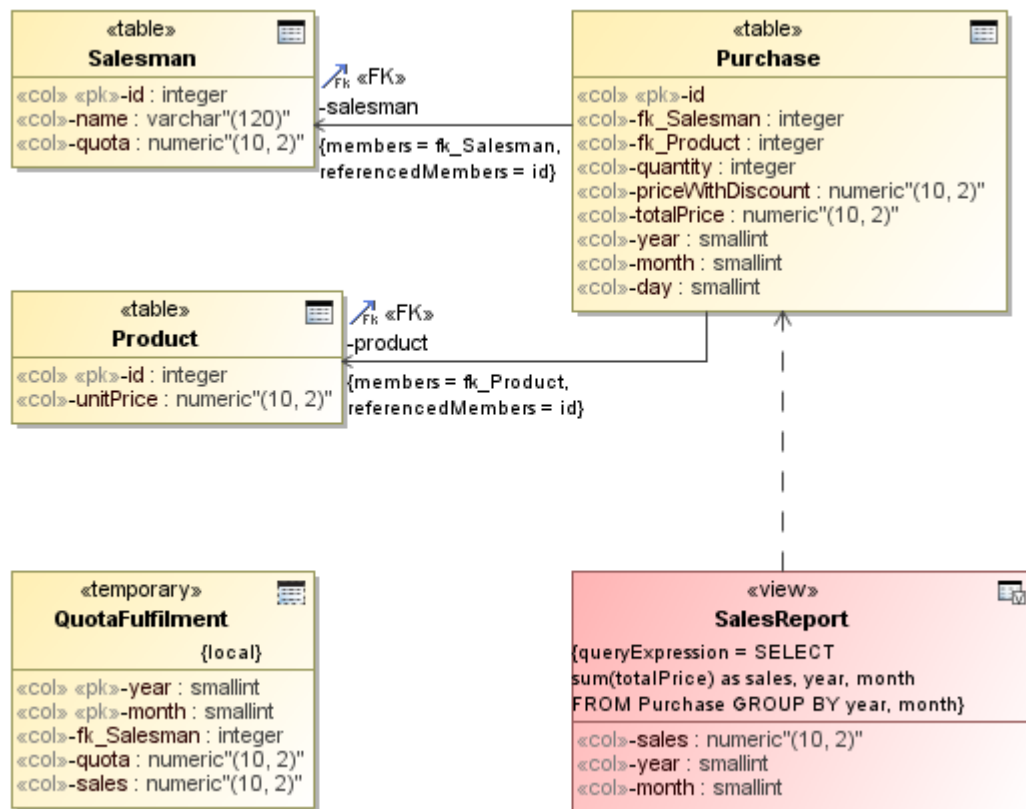 «table»
Salesman
«col» «pk»-id : integer
«col»-name : varchar"(120)"
«col»-quota : numeric"(10, 2)"
Fk «FK»
-salesman
{members = fk_Salesman,
referencedMembers = id}
«table»
Purchase
«col» «pk»-id
«col»-fk_Salesman : integer
«col»-fk_Product : integer
«col»-quantity : integer
«col»-priceWithDiscount : numeric"(10, 2)"
«col»-totalPrice : numeric"(10, 2)"
«col»-year : smallint
«col»-month : smallint
«col»-day : smallint
«table»
Product
«col» «pk»-id : integer
«col»-unitPrice : numeric"(10, 2)"
Fk «FK»
-product
{members = fk_Product,
referencedMembers = id}
«temporary»
QuotaFulfilment
{local}
«col» «pk»-year : smallint
«col» «pk»-month : smallint
«col»-fk_Salesman : integer
«col»-quota : numeric"(10, 2)"
«col»-sales : numeric"(10, 2)"
«view»
SalesReport
{queryExpression = SELECT
sum(totalPrice) as sales, year, month
FROM Purchase GROUP BY year, month}
«col»-sales : numeric"(10, 2)"
«col»-year : smallint
«col»-month : smallint